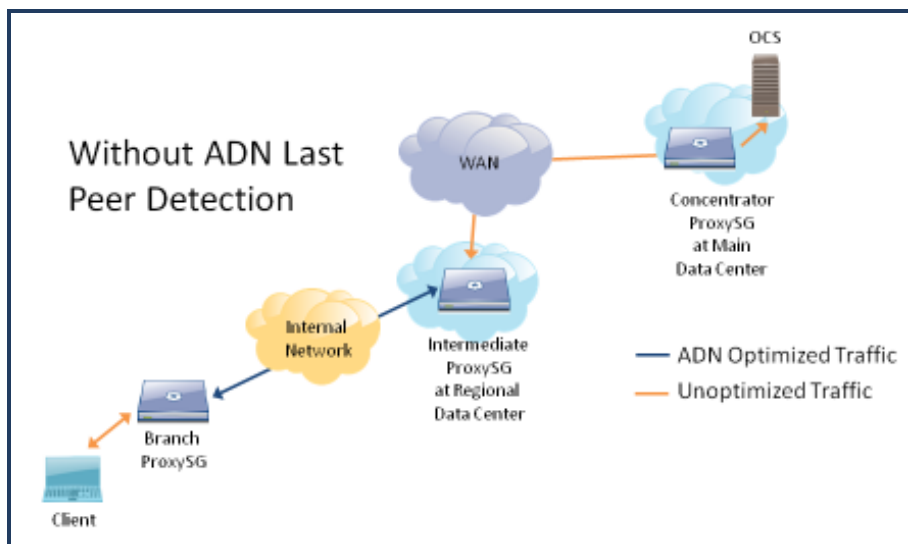 Without ADN Last
Peer Detection
OCS
WAN
Concentrator
ProxySG
at Main
Data Center
Internal
Network
Intermediate
ProxySG
at Regional
Data Center
ADN Optimized Traffic
Unoptimized Traffic
Branch
ProxySG
Client